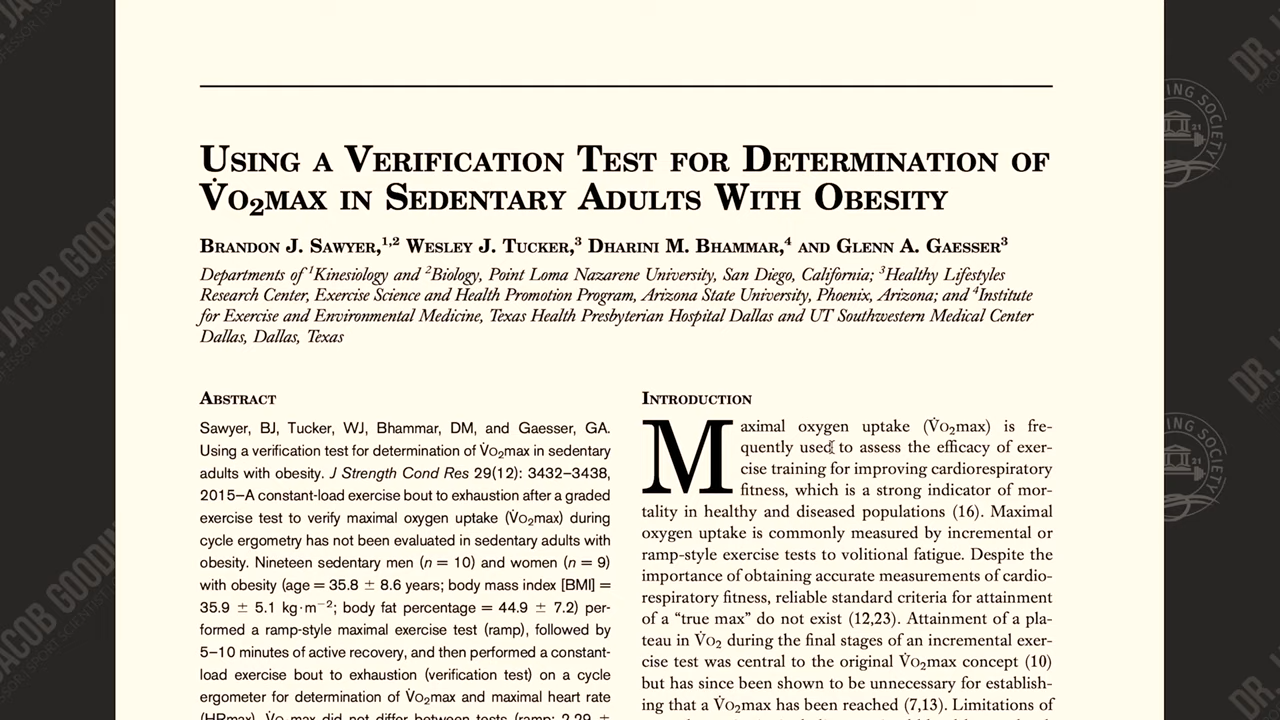 USING A VERIFICATION TEST FOR DETERMINATION OF
V̇O₂MAX IN SEDENTARY ADULTS WITH OBESITY
BRANDON J. SAWYER,¹,² WESLEY J. TUCKER,³ DHARINI M. BHAMMAR,⁴ AND GLENN A. GAESSER³
Departments of ¹Kinesiology and ²Biology, Point Loma Nazarene University, San Diego, California; ³Healthy Lifestyles
Research Center, Exercise Science and Health Promotion Program, Arizona State University, Phoenix, Arizona; and ⁴Institute
for Exercise and Environmental Medicine, Texas Health Presbyterian Hospital Dallas and UT Southwestern Medical Center
Dallas, Dallas, Texas
ABSTRACT
Sawyer, BJ, Tucker, WJ, Bhammar, DM, and Gaesser, GA.
Using a verification test for determination of V̇O₂max in sedentary
adults with obesity. J Strength Cond Res 29(12): 3432–3438,
2015—A constant-load exercise bout to exhaustion after a graded
exercise test to verify maximal oxygen uptake (V̇O₂max) during
cycle ergometry has not been evaluated in sedentary adults with
obesity. Nineteen sedentary men (n = 10) and women (n = 9)
with obesity (age = 35.8 ± 8.6 years; body mass index [BMI] =
35.9 ± 5.1 kg·m⁻²; body fat percentage = 44.9 ± 7.2) per-
formed a ramp-style maximal exercise test (ramp), followed by
5–10 minutes of active recovery, and then performed a constant-
load exercise bout to exhaustion (verification test) on a cycle
ergometer for determination of V̇O₂max and maximal heart rate
(HRmax). V̇O₂max did not differ between tests (ramp: 2.29 ±
INTRODUCTION
Maximal oxygen uptake (V̇O₂max) is fre-
quently used to assess the efficacy of exer-
cise training for improving cardiorespiratory
fitness, which is a strong indicator of mor-
tality in healthy and diseased populations (16). Maximal
oxygen uptake is commonly measured by incremental or
ramp-style exercise tests to volitional fatigue. Despite the
importance of obtaining accurate measurements of cardio-
respiratory fitness, reliable standard criteria for attainment
of a “true max” do not exist (12,23). Attainment of a pla-
teau in V̇O₂ during the final stages of an incremental exer-
cise test was central to the original V̇O₂max concept (10)
but has since been shown to be unnecessary for establish-
ing that a V̇O₂max has been reached (7,13). Limitations of
DR. JACOB GOODIN